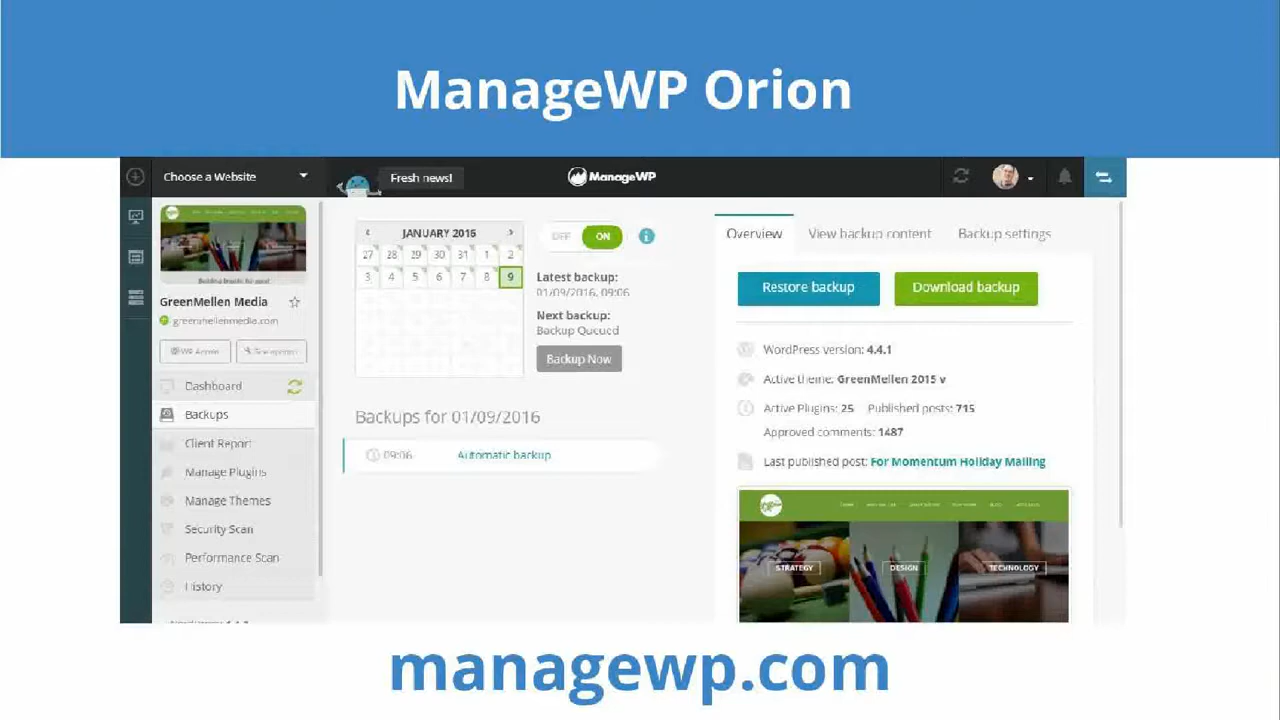 ManageWP Orion
Choose a Website
Fresh news!
ManageWP
GreenMellen Media
greenmellenmedia.com
WP Admin
Dashboard
Backups
Client Report
Manage Plugins
Manage Themes
Security Scan
Performance Scan
History
JANUARY 2016
27 28 29 30 31 1 2
3 4 5 6 7 8 9
OFF ON
Latest backup:
01/09/2016, 09:06
Next backup:
Backup Queued
Backup Now
Backups for 01/09/2016
09:06 Automatic backup
Overview View backup content Backup settings
Restore backup Download backup
WordPress version: 4.4.1
Active theme: GreenMellen 2015 v
Active Plugins: 25 Published posts: 715
Approved comments: 1487
Last published post: For Momentum Holiday Mailing
STRATEGY DESIGN TECHNOLOGY
managewp.com